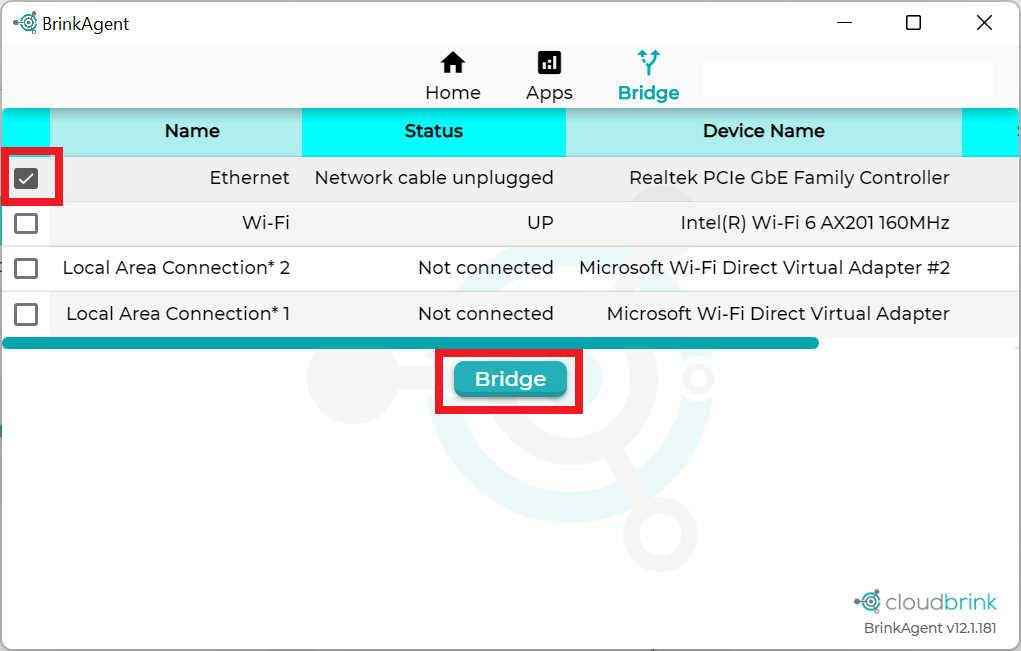 BrinkAgent
Home Apps Bridge
Name Status Device Name
Ethernet Network cable unplugged Realtek PCIe GbE Family Controller
Wi-Fi UP Intel(R) Wi-Fi 6 AX201 160MHz
Local Area Connection* 2 Not connected Microsoft Wi-Fi Direct Virtual Adapter #2
Local Area Connection* 1 Not connected Microsoft Wi-Fi Direct Virtual Adapter
Bridge
cloudbrink
BrinkAgent v12.1.181